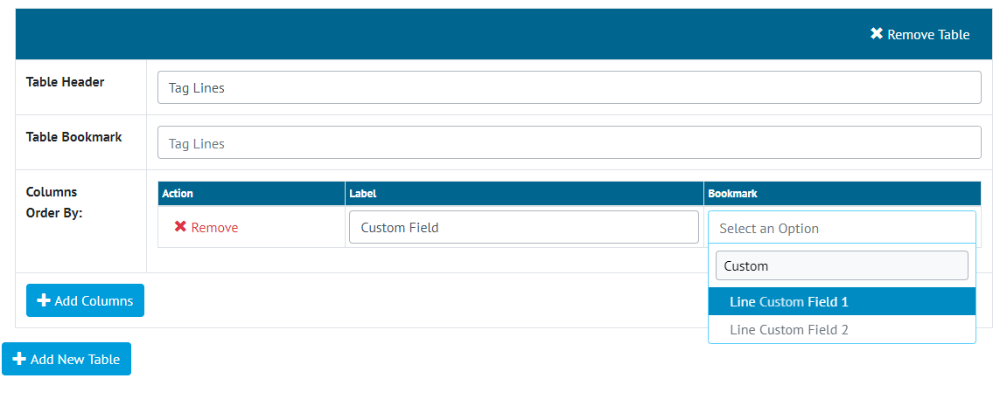 ✖ Remove Table
Table Header
Tag Lines
Table Bookmark
Tag Lines
Columns
Order By:
Action Label Bookmark
✖ Remove Custom Field Select an Option
Custom
Line Custom Field 1
Line Custom Field 2
✚ Add Columns
✚ Add New Table